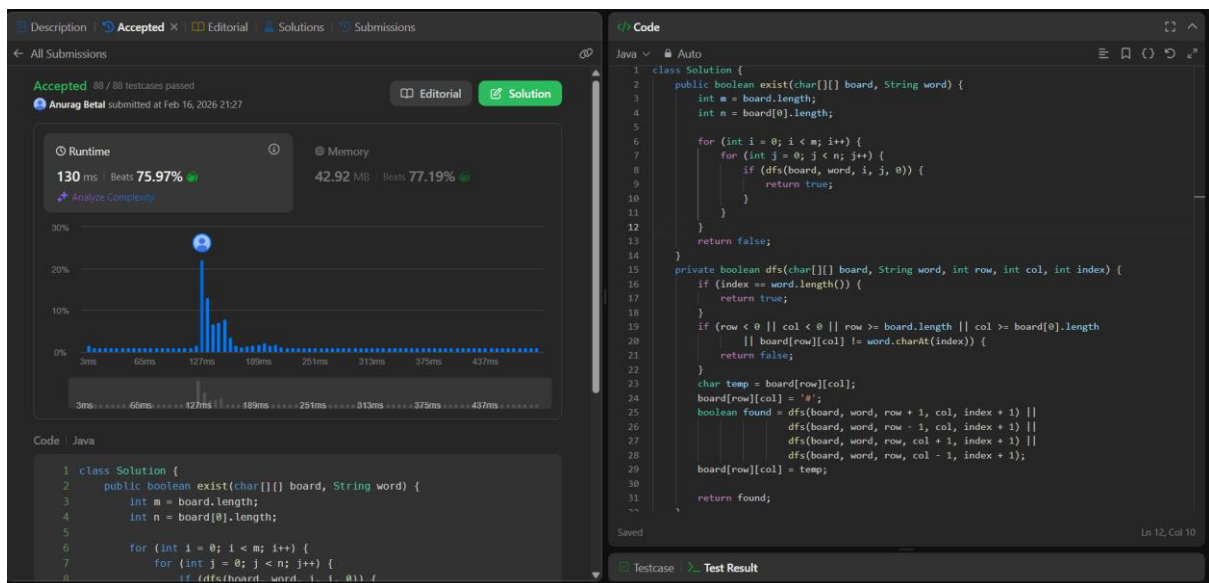 Description | Accepted × | Editorial | Solutions | Submissions
← All Submissions
Accepted 88 / 88 testcases passed
Anurag Betal submitted at Feb 16, 2026 21:27
Editorial
Solution
Runtime
130 ms | Beats 75.97%
Analyze Complexity
Memory
42.92 MB | Beats 77.19%
30%
20%
10%
0%
3ms 65ms 127ms 189ms 251ms 313ms 375ms 437ms
3ms 65ms 127ms 189ms 251ms 313ms 375ms 437ms
Code | Java
1 class Solution {
2 public boolean exist(char[][] board, String word) {
3 int m = board.length;
4 int n = board[0].length;
5
6 for (int i = 0; i < m; i++) {
7 for (int j = 0; j < n; j++) {
8 if (dfs(board, word, i, j, 0)) {
</> Code
Java Auto
1 class Solution {
2 public boolean exist(char[][] board, String word) {
3 int m = board.length;
4 int n = board[0].length;
5
6 for (int i = 0; i < m; i++) {
7 for (int j = 0; j < n; j++) {
8 if (dfs(board, word, i, j, 0)) {
9 return true;
10 }
11 }
12 }
13 return false;
14 }
15 private boolean dfs(char[][] board, String word, int row, int col, int index) {
16 if (index == word.length()) {
17 return true;
18 }
19 if (row < 0 || col < 0 || row >= board.length || col >= board[0].length
20 || board[row][col] != word.charAt(index)) {
21 return false;
22 }
23 char temp = board[row][col];
24 board[row][col] = '#';
25 boolean found = dfs(board, word, row + 1, col, index + 1) ||
26 dfs(board, word, row - 1, col, index + 1) ||
27 dfs(board, word, row, col + 1, index + 1) ||
28 dfs(board, word, row, col - 1, index + 1);
29 board[row][col] = temp;
30
31 return found;
32 }
Saved
Ln 12, Col 10
Testcase | >_ Test Result